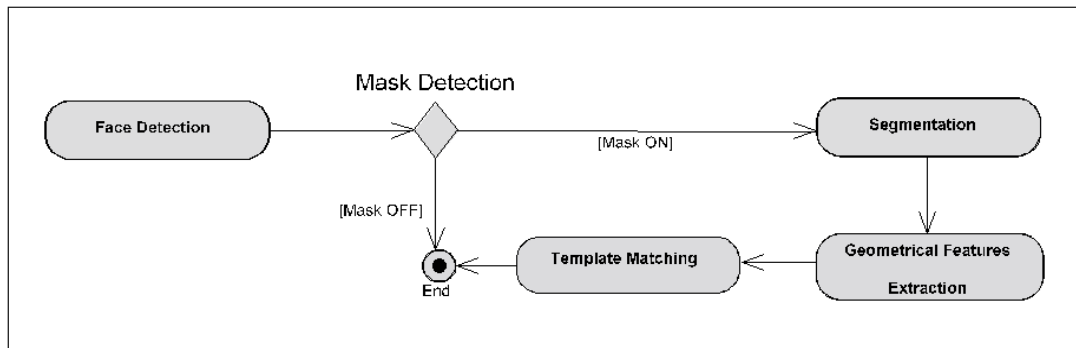 Mask Detection
Face Detection
Segmentation
[Mask ON]
[Mask OFF]
Template Matching
Geometrical Features
Extraction
End